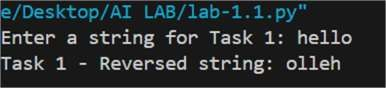 e/Desktop/AI LAB/lab-1.1.py"
Enter a string for Task 1: hello
Task 1 - Reversed string: olleh